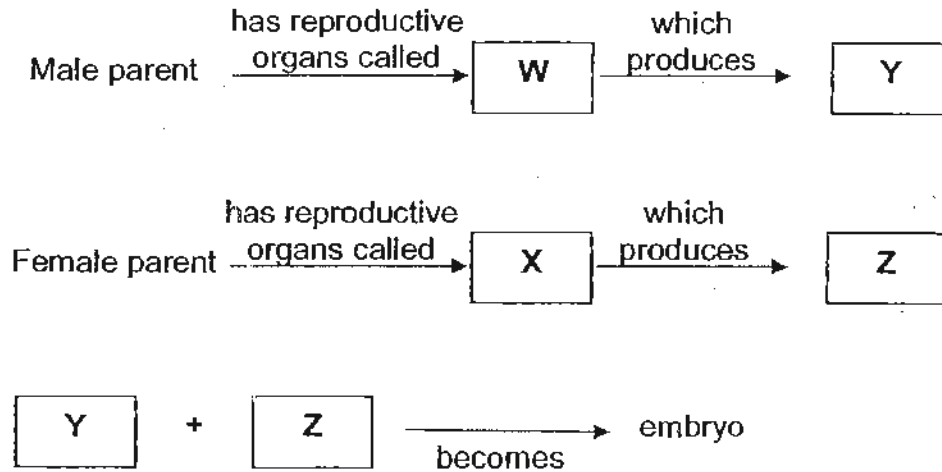 has reproductive
organs called
which
produces
Male parent
W
Y
has reproductive
organs called
which
produces
Female parent
X
Z
Y + Z
becomes
embryo